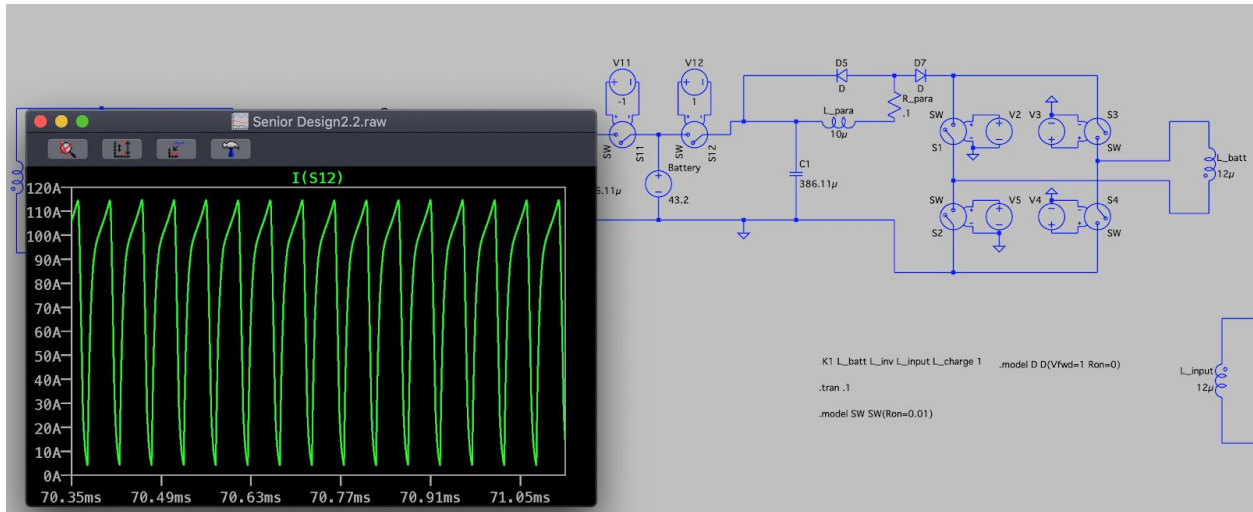 Senior Design2.2.raw
I(S12)
120A
110A
100A
90A
80A
70A
60A
50A
40A
30A
20A
10A
0A
70.35ms 70.49ms 70.63ms 70.77ms 70.91ms 71.05ms
V11
-1
SW
S11
V12
1
SW
S12
Battery
43.2
5.11µ
C1
386.11µ
L_para
10µ
R_para
.1
D5
D
D7
D
SW
S1
V2
V3
S3
SW
SW
S2
V5
V4
S4
SW
L_batt
12µ
L_input
12µ
K1 L_batt L_inv L_input L_charge 1
.model D D(Vfwd=1 Ron=0)
.tran .1
.model SW SW(Ron=0.01)